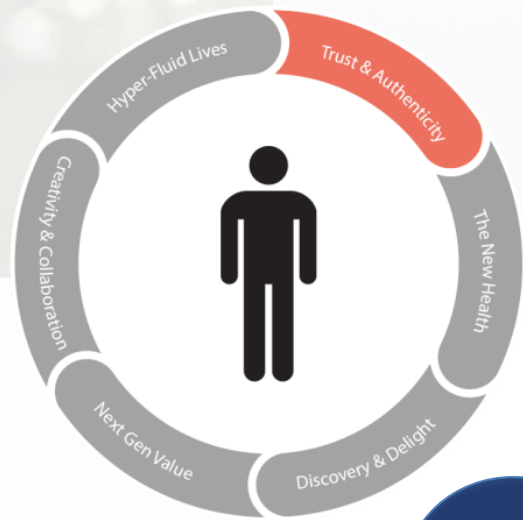 Trust & Authenticity
The New Health
Discovery & Delight
Next Gen Value
Creativity & Collaboration
Hyper-Fluid Lives